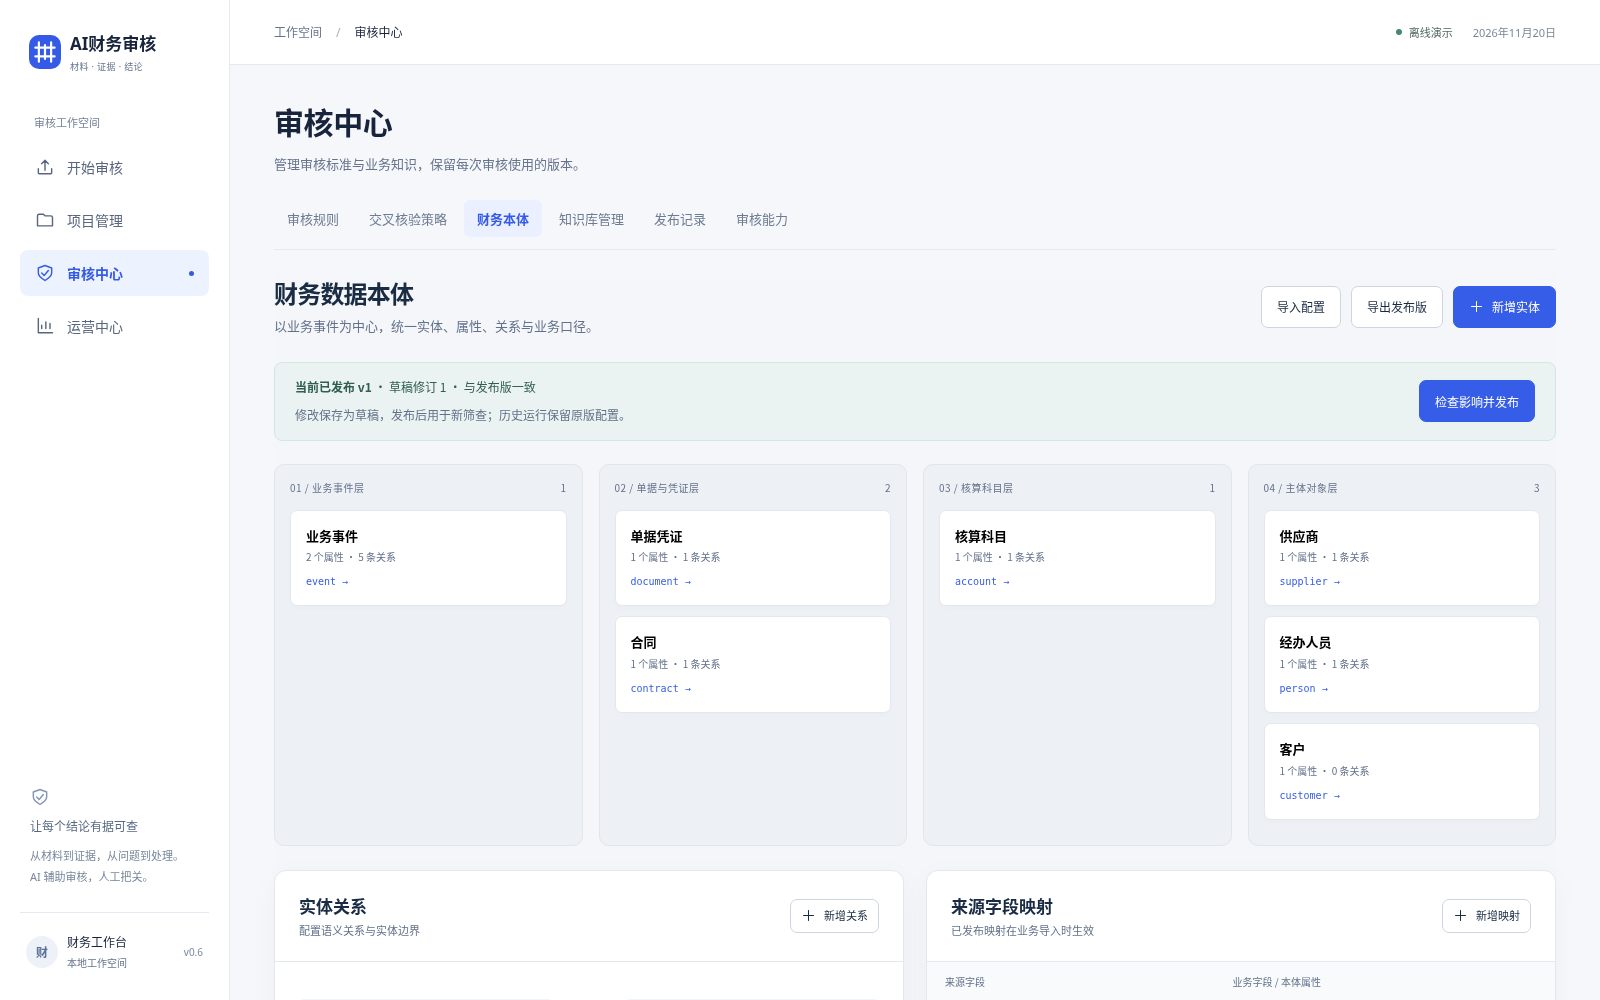 AI财务审核
材料 · 证据 · 结论
审核工作空间
开始审核
项目管理
审核中心
运营中心
让每个结论有据可查
从材料到证据，从问题到处理。
AI 辅助审核，人工把关。
财
财务工作台
本地工作空间
v0.6
工作空间 / 审核中心
离线演示
2026年11月20日
审核中心
管理审核标准与业务知识，保留每次审核使用的版本。
审核规则
交叉核验策略
财务本体
知识库管理
发布记录
审核能力
财务数据本体
以业务事件为中心，统一实体、属性、关系与业务口径。
导入配置
导出发布版
新增实体
当前已发布 v1 · 草稿修订 1 · 与发布版一致
修改保存为草稿，发布后用于新筛查；历史运行保留原版配置。
检查影响并发布
01 / 业务事件层 1
业务事件
2 个属性 · 5 条关系
event →
02 / 单据与凭证层 2
单据凭证
1 个属性 · 1 条关系
document →
合同
1 个属性 · 1 条关系
contract →
03 / 核算科目层 1
核算科目
1 个属性 · 1 条关系
account →
04 / 主体对象层 3
供应商
1 个属性 · 1 条关系
supplier →
经办人员
1 个属性 · 1 条关系
person →
客户
1 个属性 · 0 条关系
customer →
实体关系
配置语义关系与实体边界
新增关系
来源字段映射
已发布映射在业务导入时生效
新增映射
来源字段
业务字段 / 本体属性